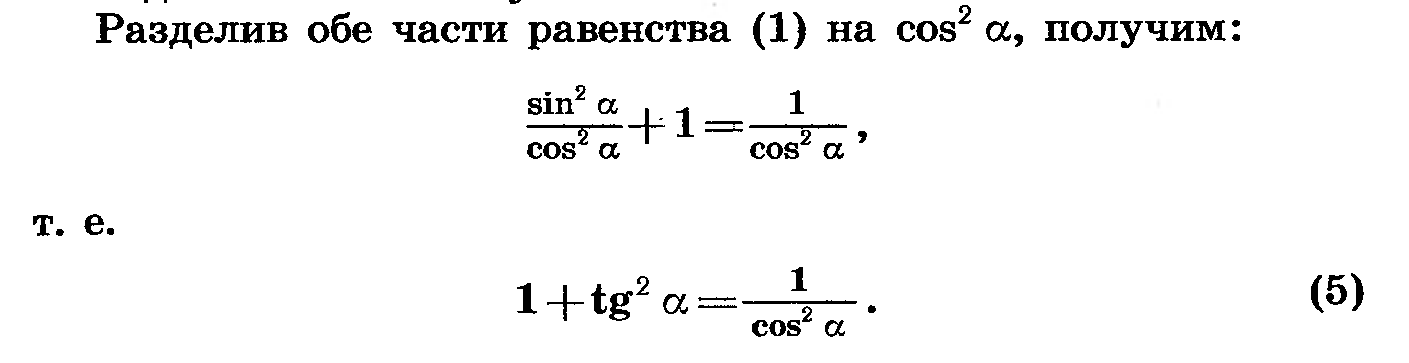 Разделив обе части равенства (1) на cos² α, получим:
sin² α / cos² α + 1 = 1 / cos² α ,
т. е.
1 + tg² α = 1 / cos² α . (5)